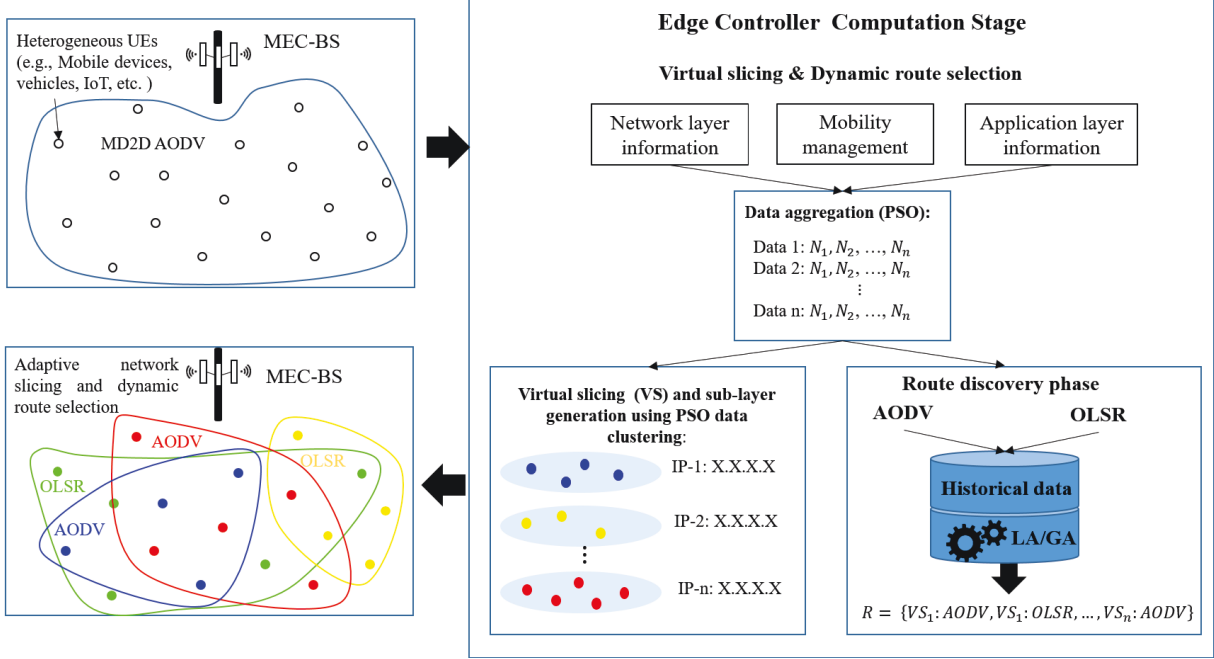 Heterogeneous UEs
(e.g., Mobile devices,
vehicles, IoT, etc. )
MEC-BS
MD2D AODV
Edge Controller Computation Stage
Virtual slicing & Dynamic route selection
Network layer
information
Mobility
management
Application layer
information
Data aggregation (PSO):
Data 1: N₁, N₂, …, Nₙ
Data 2: N₁, N₂, …, Nₙ
⋮
Data n: N₁, N₂, …, Nₙ
Virtual slicing (VS) and sub-layer
generation using PSO data
clustering:
IP-1: X.X.X.X
IP-2: X.X.X.X
⋮
IP-n: X.X.X.X
Route discovery phase
AODV
OLSR
Historical data
LA/GA
R = {VS₁: AODV, VS₁: OLSR, …, VSₙ: AODV}
Adaptive network
slicing and dynamic
route selection
MEC-BS
AODV
OLSR
OLSR
AODV